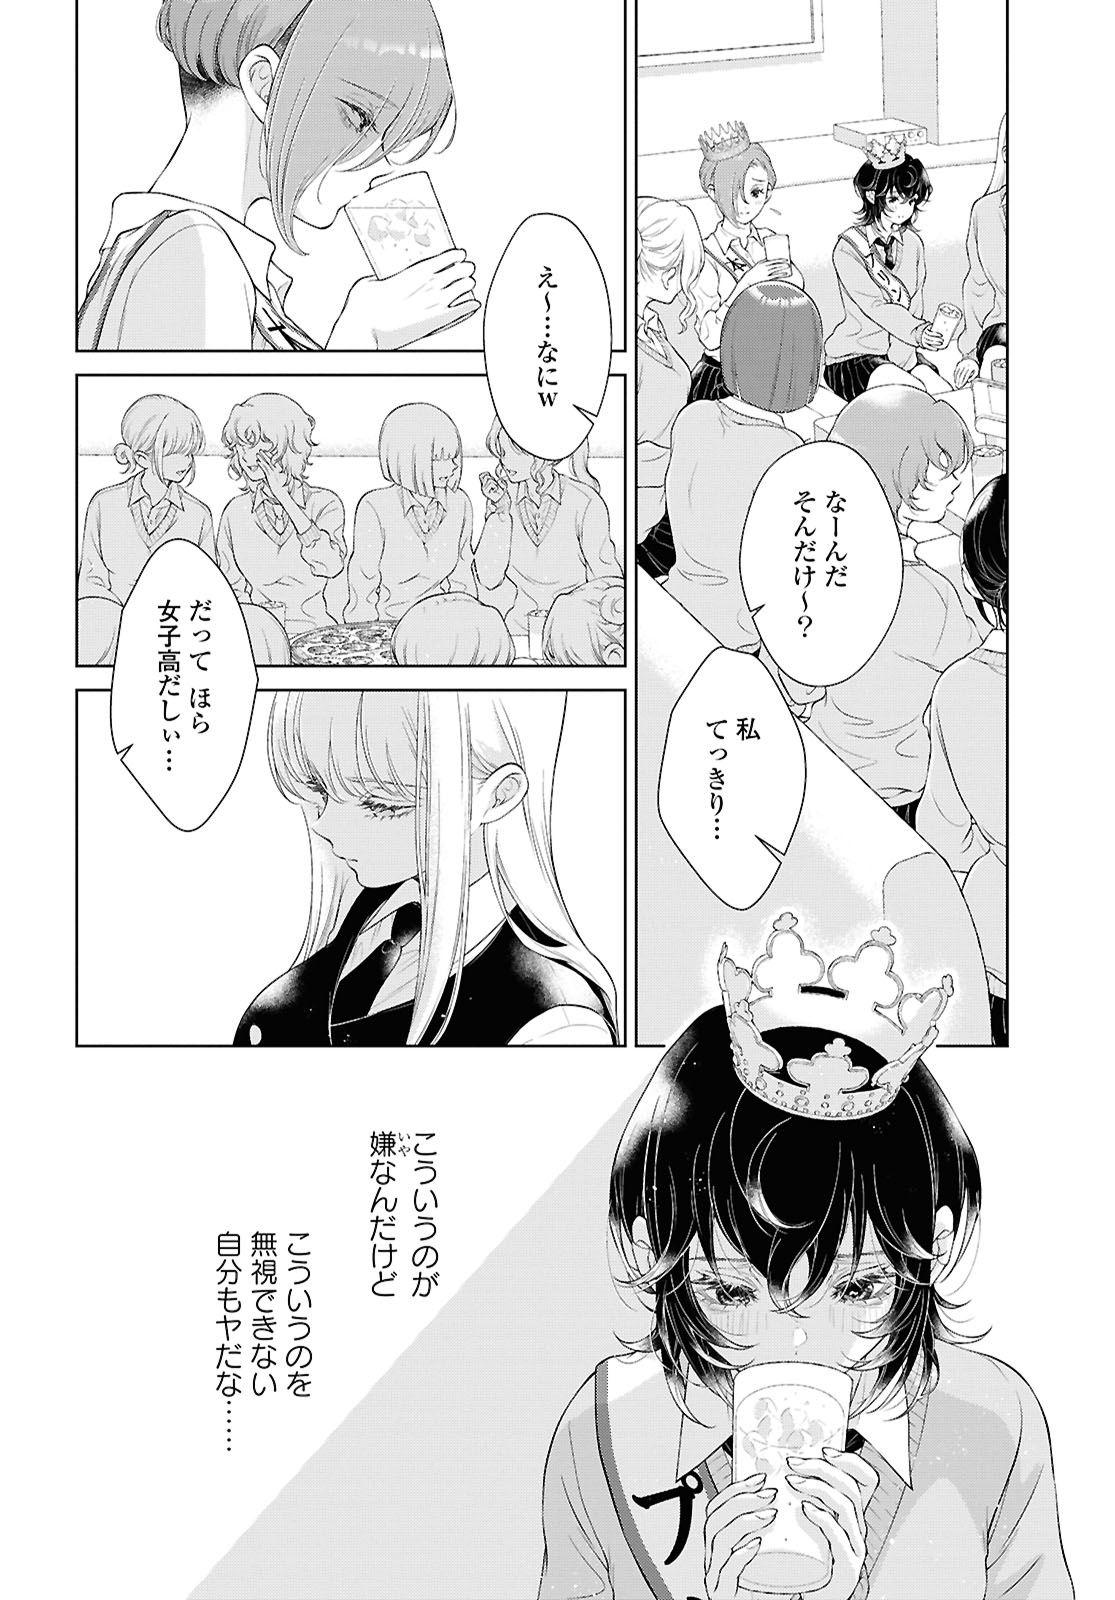 なーんだ
そんだけ～？
私
てっきり…
え～…なにw
だって ほら
女子高だしぃ…
こういうのが
嫌なんだけど
いや
こういうのを
無視できない
自分もヤだな……
プ